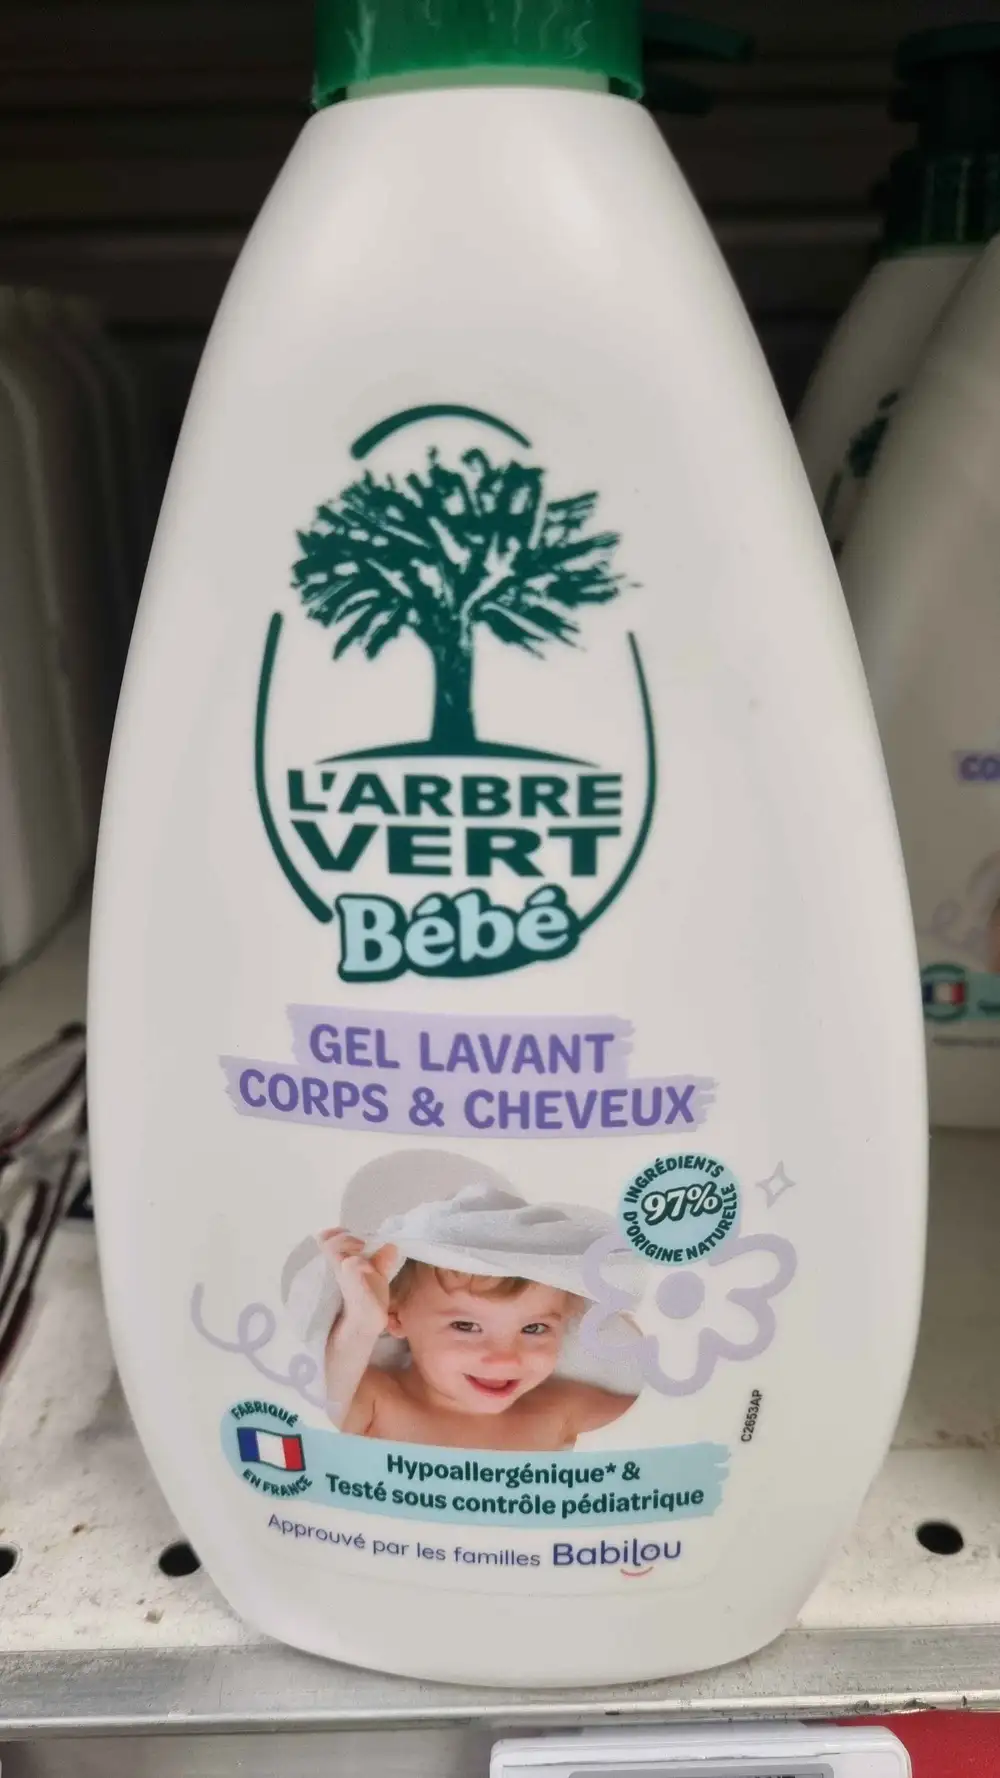 L'ARBRE
VERT
Bébé
GEL LAVANT
CORPS & CHEVEUX
INGRÉDIENTS
97%
D'ORIGINE NATURELLE
FABRIQUÉ
EN FRANCE
Hypoallergénique* &
Testé sous contrôle pédiatrique
Approuvé par les familles Babilou
C2653AP
CO